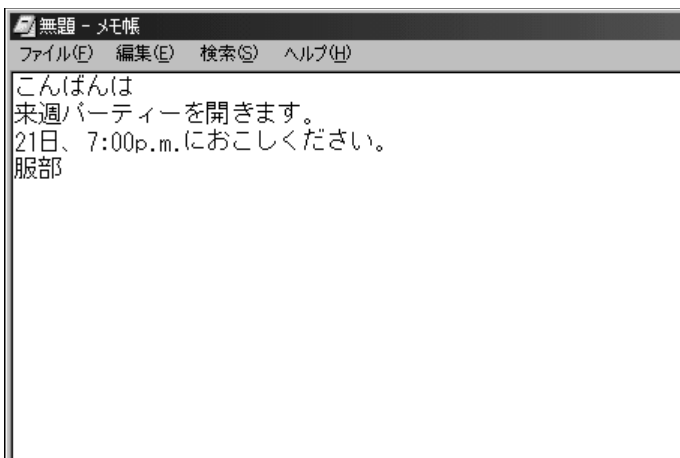 無題 - メモ帳
ファイル(F) 編集(E) 検索(S) ヘルプ(H)
こんばんは
来週パーティーを開きます。
21日、7:00p.m.におこしください。
服部